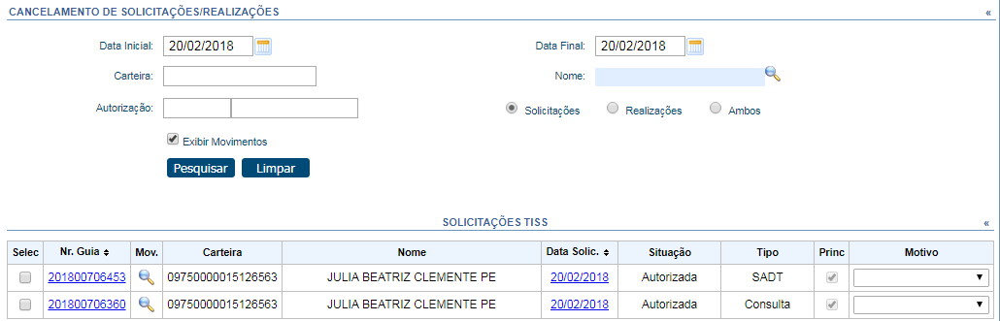 CANCELAMENTO DE SOLICITAÇÕES/REALIZAÇÕES «
Data Inicial: 20/02/2018 Data Final: 20/02/2018
Carteira: Nome:
Autorização: Solicitações Realizações Ambos
Exibir Movimentos
Pesquisar Limpar
SOLICITAÇÕES TISS «
Selec Nr. Guia Mov. Carteira Nome Data Solic. Situação Tipo Princ Motivo
201800706453 09750000015126563 JULIA BEATRIZ CLEMENTE PE 20/02/2018 Autorizada SADT
201800706360 09750000015126563 JULIA BEATRIZ CLEMENTE PE 20/02/2018 Autorizada Consulta